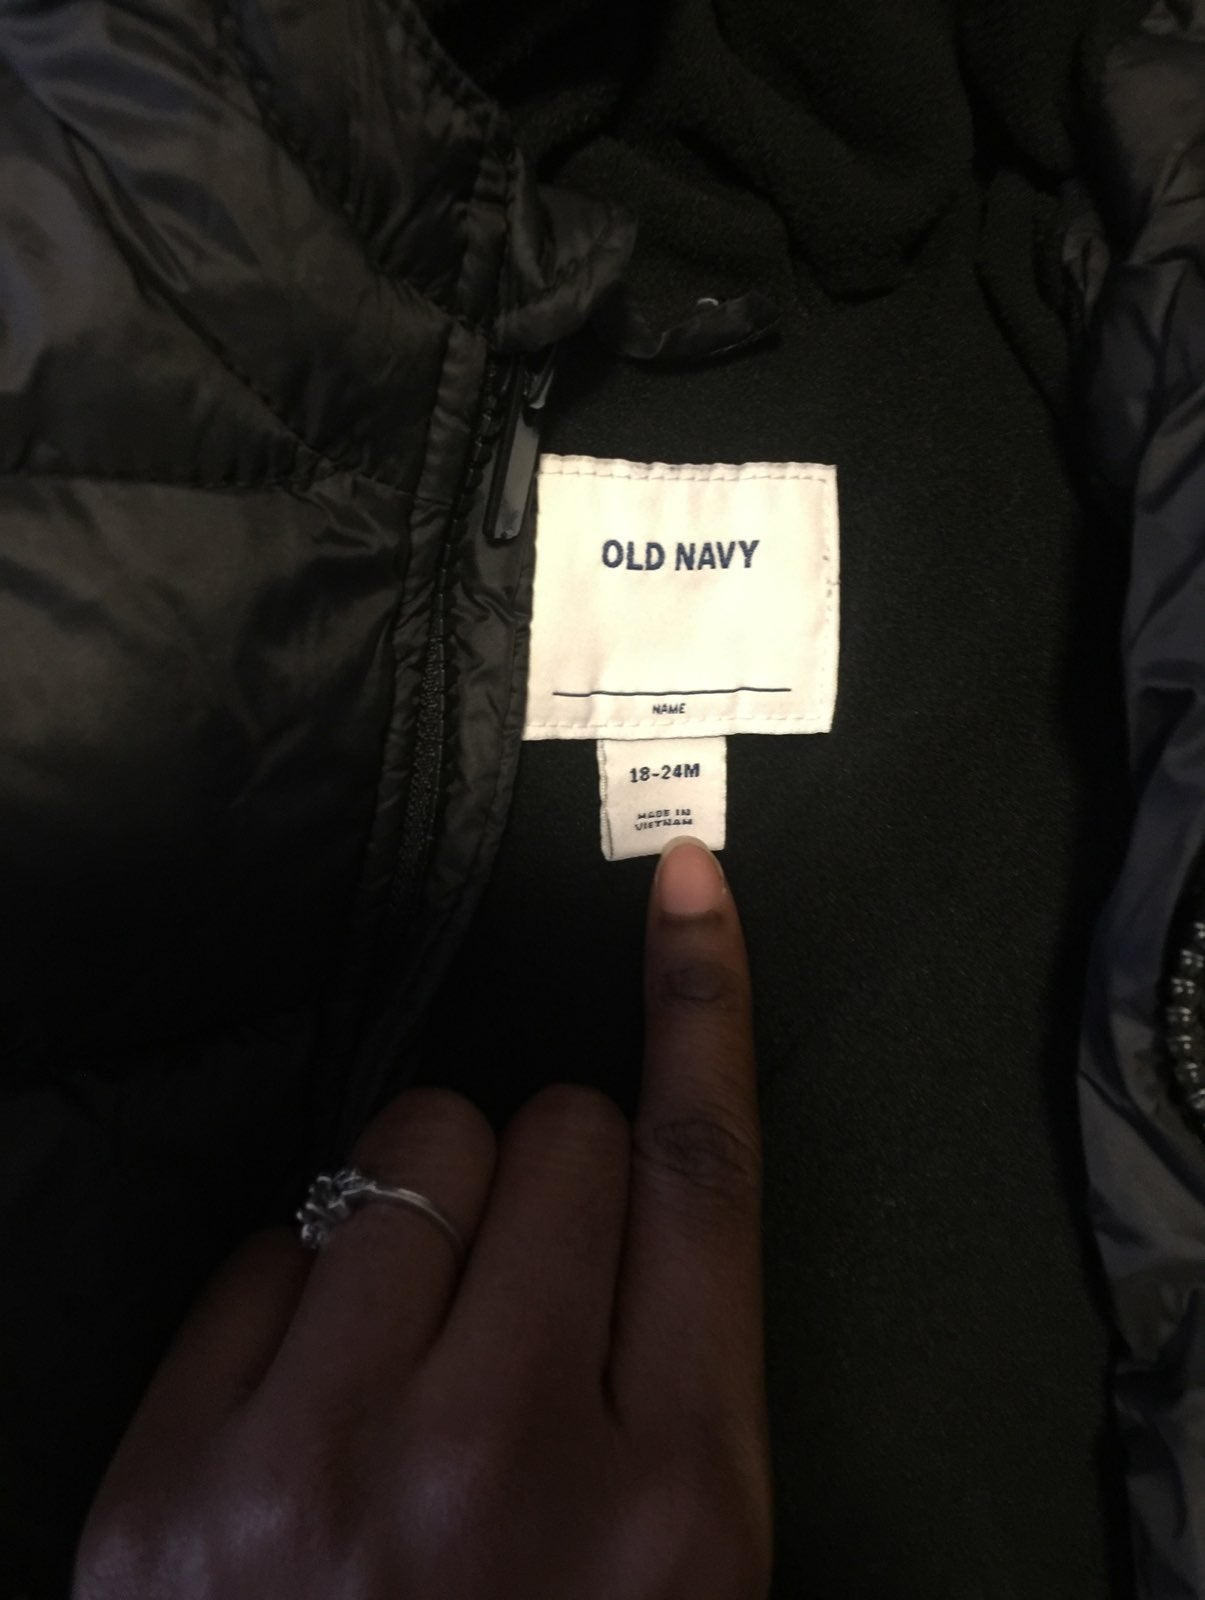 OLD NAVY
NAME
18-24M
MADE IN
VIETNAM